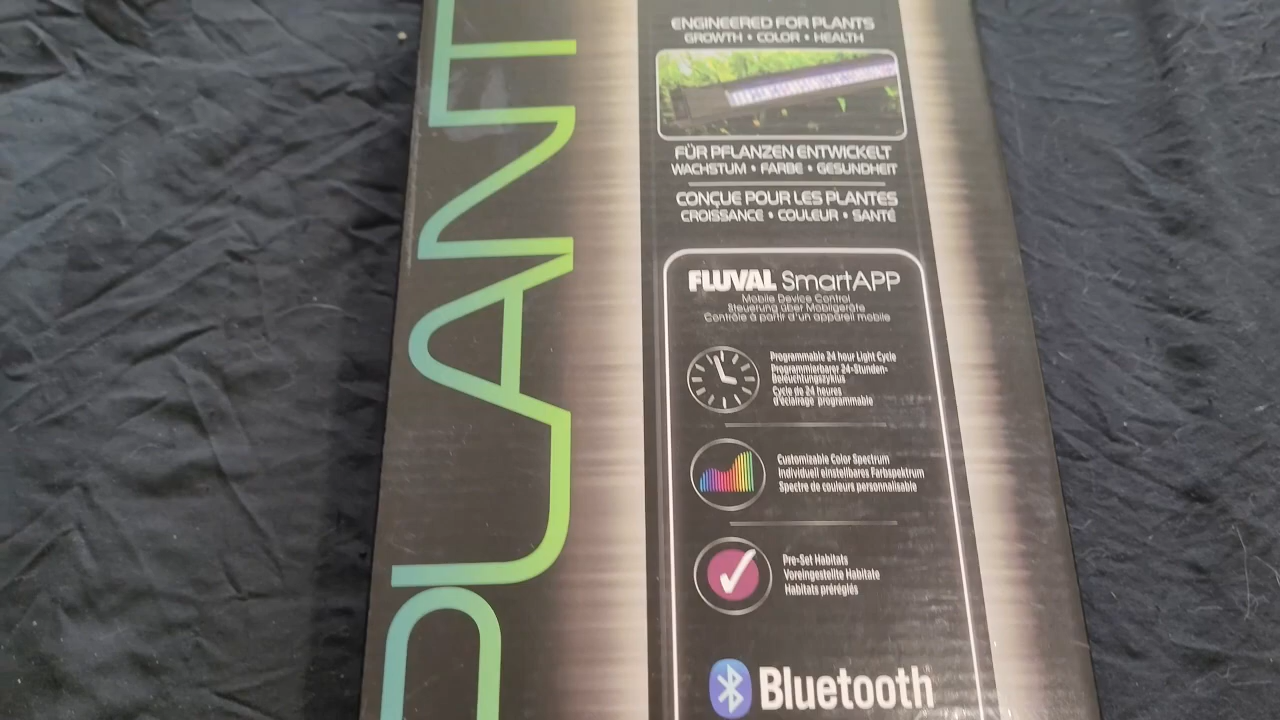 PLANT
ENGINEERED FOR PLANTS
GROWTH • COLOR • HEALTH
FÜR PFLANZEN ENTWICKELT
WACHSTUM • FARBE • GESUNDHEIT
CONÇUE POUR LES PLANTES
CROISSANCE • COULEUR • SANTÉ
FLUVAL SmartAPP
Mobile Device Control
Steuerung über Mobilgeräte
Contrôle à partir d'un appareil mobile
Programmable 24 hour Light Cycle
Programmierbarer 24-Stunden-
Beleuchtungszyklus
Cycle de 24 heures
d'éclairage programmable
Customizable Color Spectrum
Individuell einstellbares Farbspektrum
Spectre de couleurs personnalisable
Pre-Set Habitats
Voreingestellte Habitate
Habitats préréglés
Bluetooth